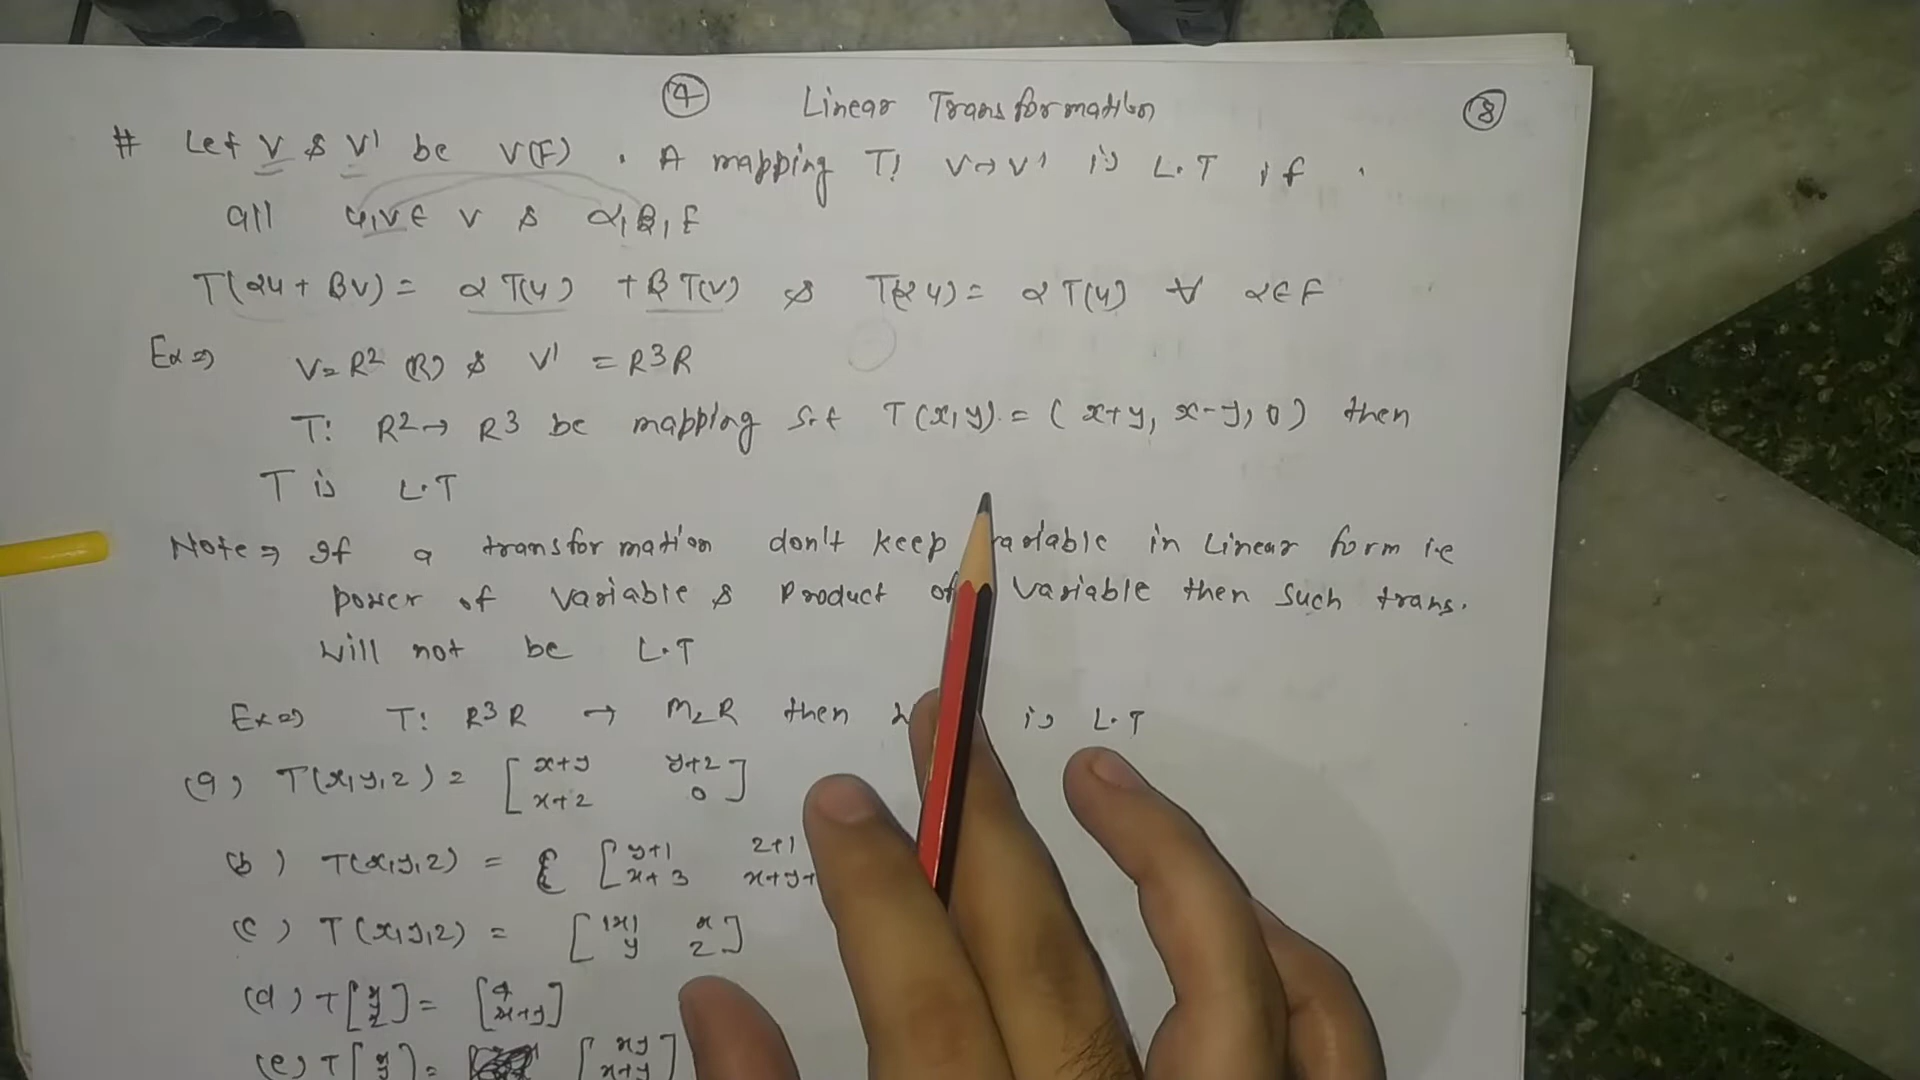 ④ Linear Transformation ⑧
# Let V & V' be V(F) . A mapping T: V→V' is L.T if
all u,v ∈ V & α,β, F
T(αu + βv) = α T(u) + β T(v) & T(αu) = α T(u) ∀ α∈F
Ex⇒ V= R² (R) & V' = R³R
T: R²→ R³ be mapping s.t T(x,y) = ( x+y, x-y, 0) then
T is L.T
Note⇒ If a transformation don't keep variable in Linear form i.e
power of variable & Product of variable then such trans.
will not be L.T
Ex⇒ T: R³R → M₂R then is L.T
(a) T(x,y,z) = [ x+y y+z
x+z 0 ]
(b) T(x,y,z) = [ y+1 z+1
x+3 x+y+
(c) T(x,y,z) = [ |x| x
y z ]
(d) T[ ] = [ x+y ]
(e) T[ ] = [ xy
x+y ]